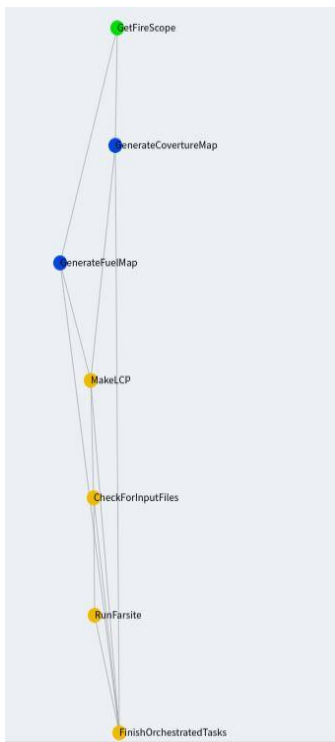 GetFireScope
GenerateCovertureMap
GenerateFuelMap
MakeLCP
CheckForInputFiles
RunFarsite
FinishOrchestratedTasks